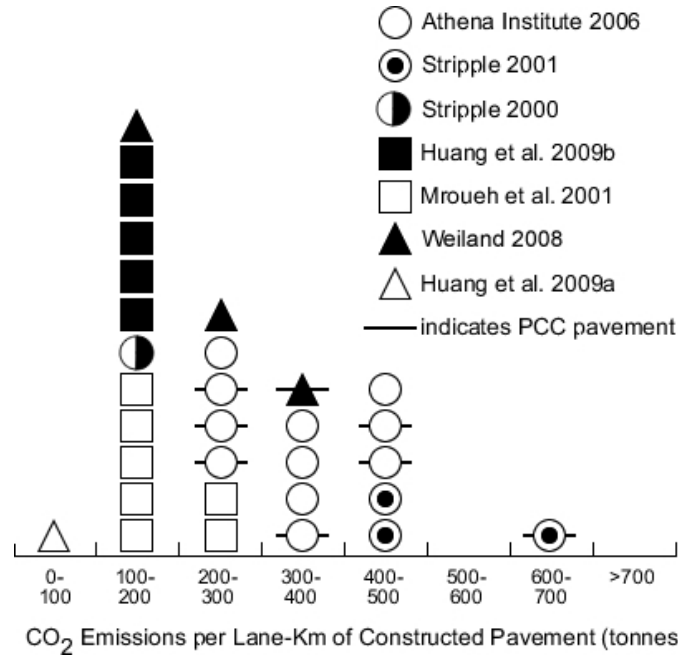 Athena Institute 2006
Stripple 2001
Stripple 2000
Huang et al. 2009b
Mroueh et al. 2001
Weiland 2008
Huang et al. 2009a
indicates PCC pavement
0-
100
100-
200
200-
300
300-
400
400-
500
500-
600
600-
700
>700
CO2 Emissions per Lane-Km of Constructed Pavement (tonnes